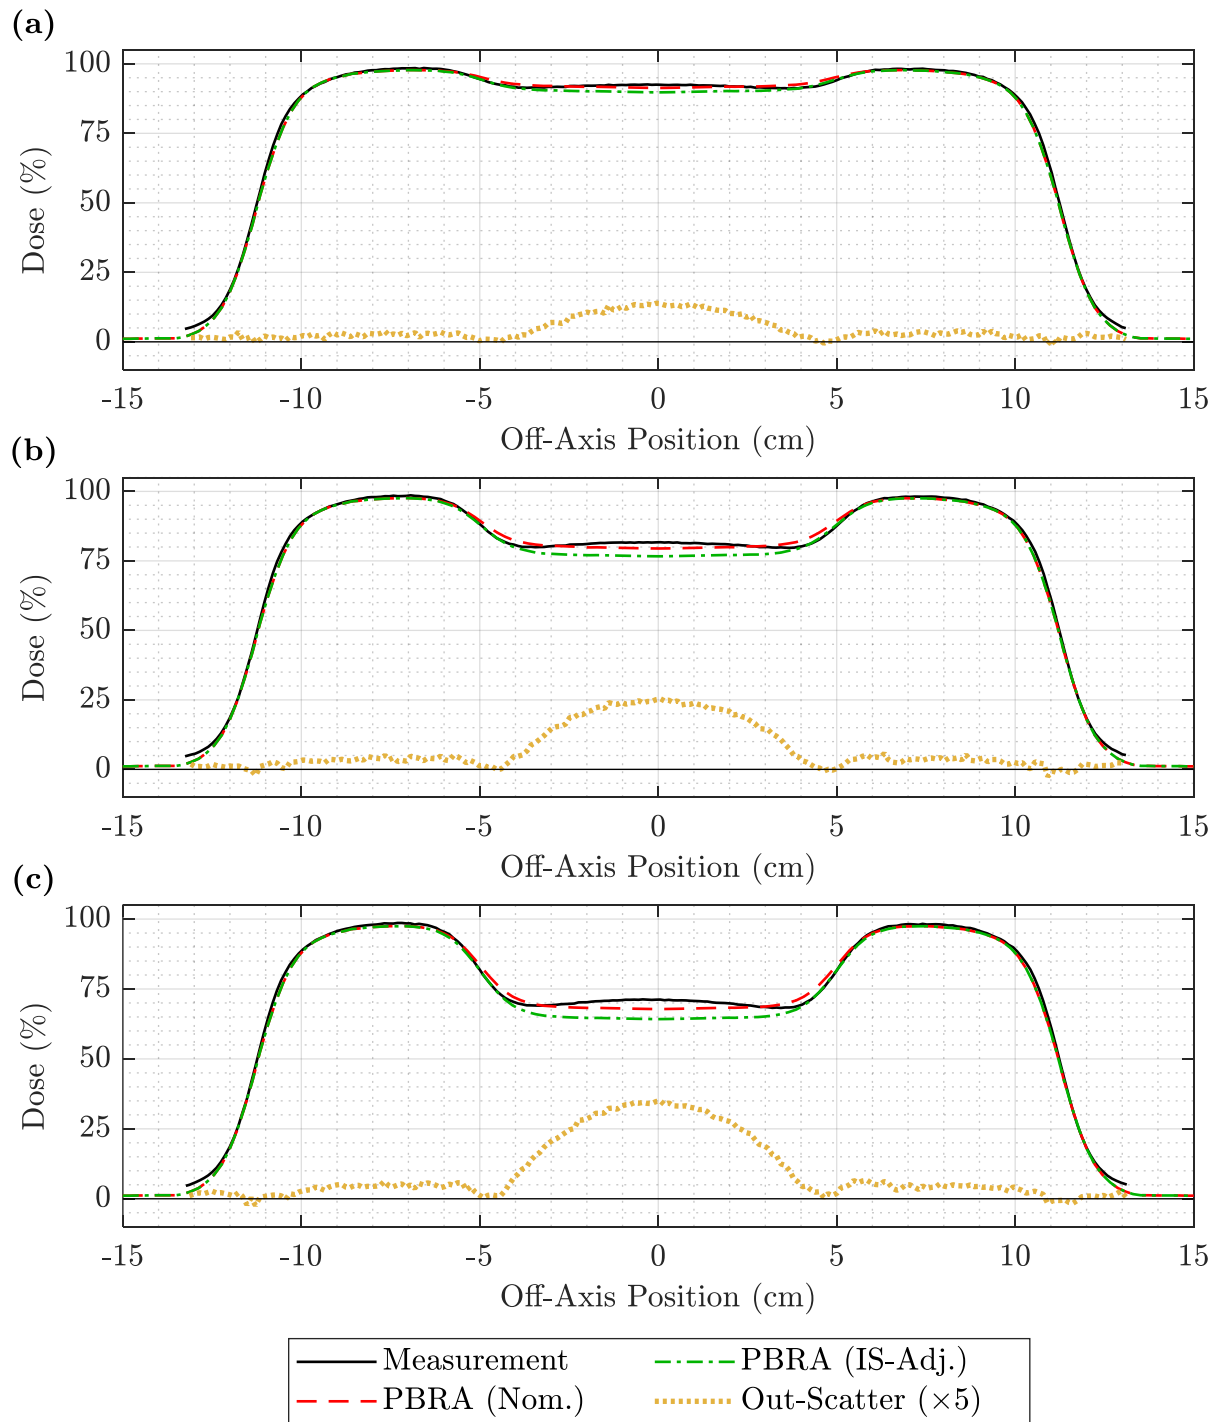 (a)
100
75
50
25
0
Dose (%)
-15 -10 -5 0 5 10 15
Off-Axis Position (cm)
(b)
100
75
50
25
0
Dose (%)
-15 -10 -5 0 5 10 15
Off-Axis Position (cm)
(c)
100
75
50
25
0
Dose (%)
-15 -10 -5 0 5 10 15
Off-Axis Position (cm)
Measurement PBRA (IS-Adj.)
PBRA (Nom.) Out-Scatter (×5)